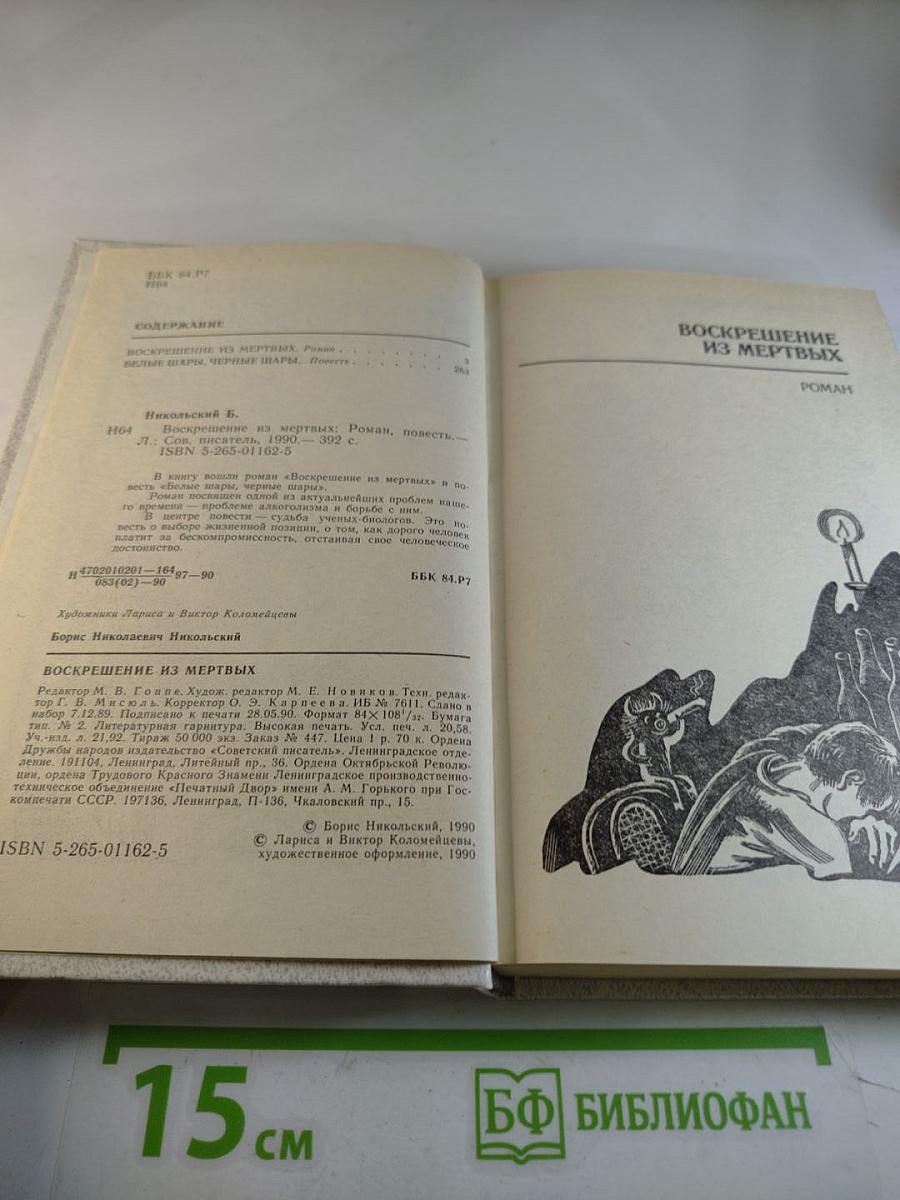 ББК 84.Р7
Н64
СОДЕРЖАНИЕ
ВОСКРЕШЕНИЕ ИЗ МЕРТВЫХ. Роман . . . . . . . . 3
БЕЛЫЕ ШАРЫ, ЧЕРНЫЕ ШАРЫ... Повесть . . . . . . . 263
Никольский Б.
Н64 Воскрешение из мертвых: Роман, повесть.—
Л.: Сов. писатель, 1990.— 392 с.
ISBN 5-265-01162-5
В книгу вошли роман «Воскрешение из мертвых» и по-
весть «Белые шары, черные шары».
Роман посвящен одной из актуальнейших проблем наше-
го времени — проблеме алкоголизма и борьбе с ним.
В центре повести — судьба ученых-биологов. Это по-
весть о выборе жизненной позиции, о том, как дорого человек
платит за бескомпромиссность, отстаивая свое человеческое
достоинство.
Н 4702010201—164 97—90
083(02)—90
ББК 84.Р7
Художники Лариса и Виктор Коломейцевы
Борис Николаевич Никольский
ВОСКРЕШЕНИЕ ИЗ МЕРТВЫХ
Редактор М. В. Гоппе. Худож. редактор М. Е. Новиков. Техн. редак-
тор Г. В. Мисюль. Корректор О. Э. Карпеева. ИБ № 7611. Сдано в
набор 7.12.89. Подписано к печати 28.05.90. Формат 84×108¹/₃₂. Бумага
тип. № 2. Литературная гарнитура. Высокая печать. Усл. печ. л. 20,58.
Уч.-изд. л. 21,92. Тираж 50 000 экз. Заказ № 447. Цена 1 р. 70 к. Ордена
Дружбы народов издательство «Советский писатель». Ленинградское отде-
ление. 191104, Ленинград, Литейный пр., 36. Ордена Октябрьской Револю-
ции, ордена Трудового Красного Знамени Ленинградское производственно-
техническое объединение «Печатный Двор» имени А. М. Горького при Гос-
компечати СССР. 197136, Ленинград, П-136, Чкаловский пр., 15.
© Борис Никольский, 1990
© Лариса и Виктор Коломейцевы,
художественное оформление, 1990
ISBN 5-265-01162-5
ВОСКРЕШЕНИЕ
ИЗ МЕРТВЫХ
РОМАН
15 см
БФ БИБЛИОФАН